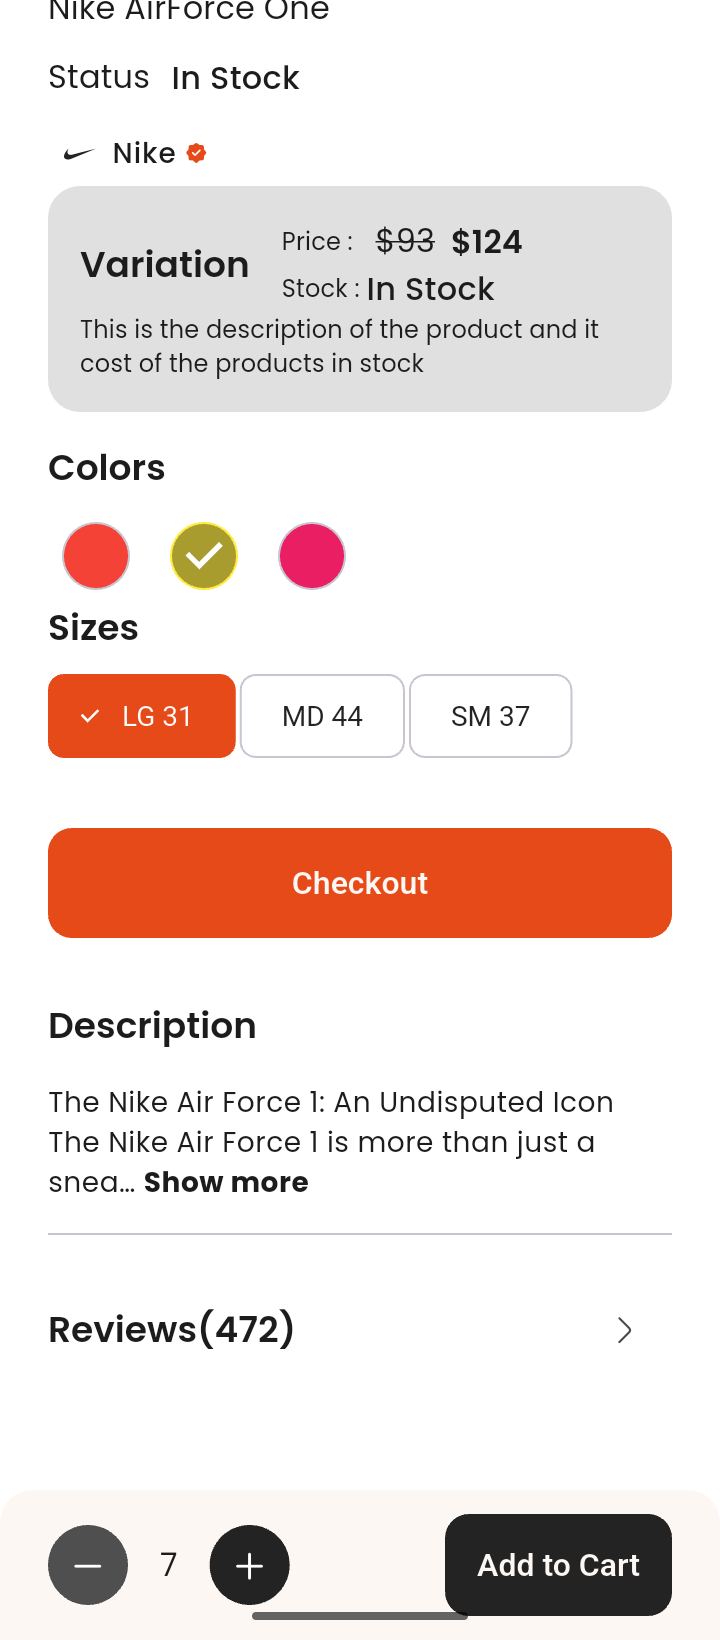 Nike AirForce One
Status In Stock
Nike
Variation
Price : $93 $124
Stock : In Stock
This is the description of the product and it
cost of the products in stock
Colors
Sizes
LG 31 MD 44 SM 37
Checkout
Description
The Nike Air Force 1: An Undisputed Icon
The Nike Air Force 1 is more than just a
snea... Show more
Reviews(472)
7 Add to Cart